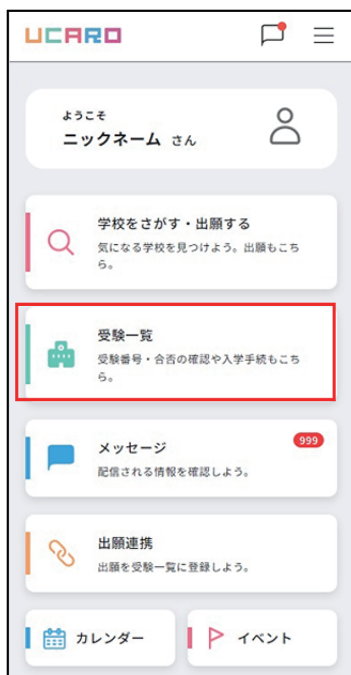 UCARO
ようこそ
ニックネーム さん
学校をさがす・出願する
気になる学校を見つけよう。出願もこち
ら。
受験一覧
受験番号・合否の確認や入学手続もこち
ら。
メッセージ
999
配信される情報を確認しよう。
出願連携
出願を受験一覧に登録しよう。
カレンダー
イベント